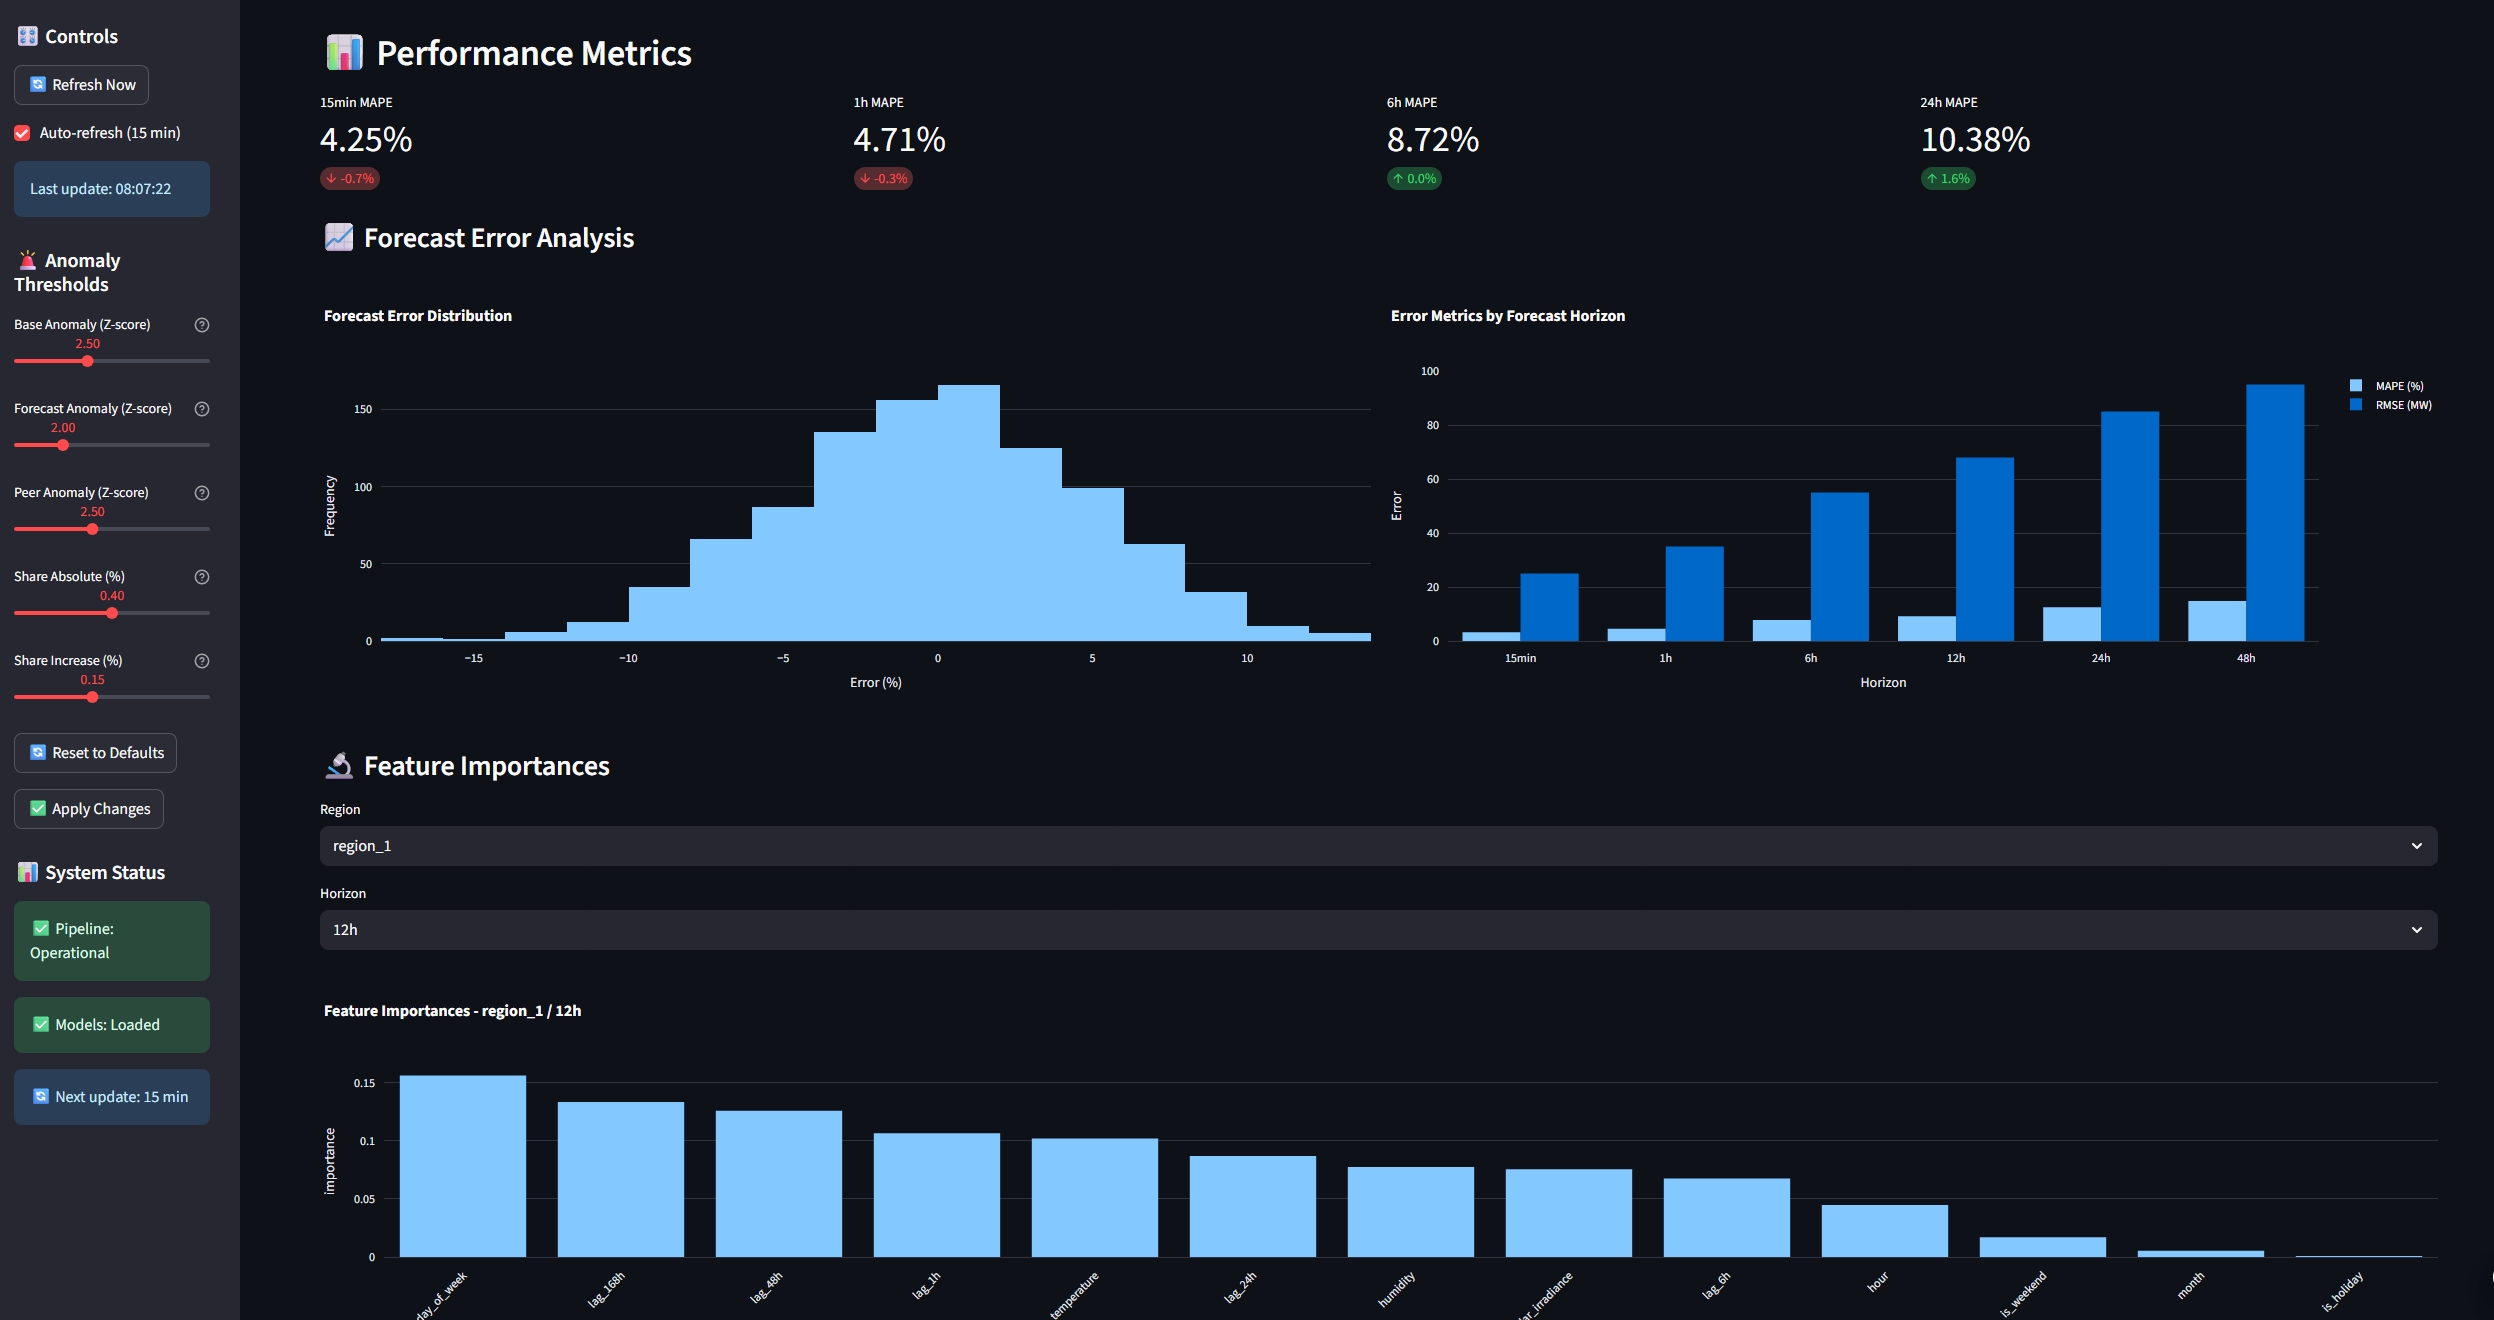 Controls
Refresh Now
Auto-refresh (15 min)
Last update: 08:07:22
Anomaly
Thresholds
Base Anomaly (Z-score)
2.50
Forecast Anomaly (Z-score)
2.00
Peer Anomaly (Z-score)
2.50
Share Absolute (%)
0.40
Share Increase (%)
0.15
Reset to Defaults
Apply Changes
System Status
Pipeline:
Operational
Models: Loaded
Next update: 15 min
Performance Metrics
15min MAPE
4.25%
↓ -0.7%
1h MAPE
4.71%
↓ -0.3%
6h MAPE
8.72%
↑ 0.0%
24h MAPE
10.38%
↑ 1.6%
Forecast Error Analysis
Forecast Error Distribution
Frequency
150
100
50
0
−15 −10 −5 0 5 10
Error (%)
Error Metrics by Forecast Horizon
Error
100
80
60
40
20
0
15min 1h 6h 12h 24h 48h
Horizon
MAPE (%)
RMSE (MW)
Feature Importances
Region
region_1
Horizon
12h
Feature Importances - region_1 / 12h
importance
0.15
0.1
0.05
0
day_of_week lag_168h lag_48h lag_1h temperature lag_24h humidity lar_irradiance lag_6h hour is_weekend month is_holiday